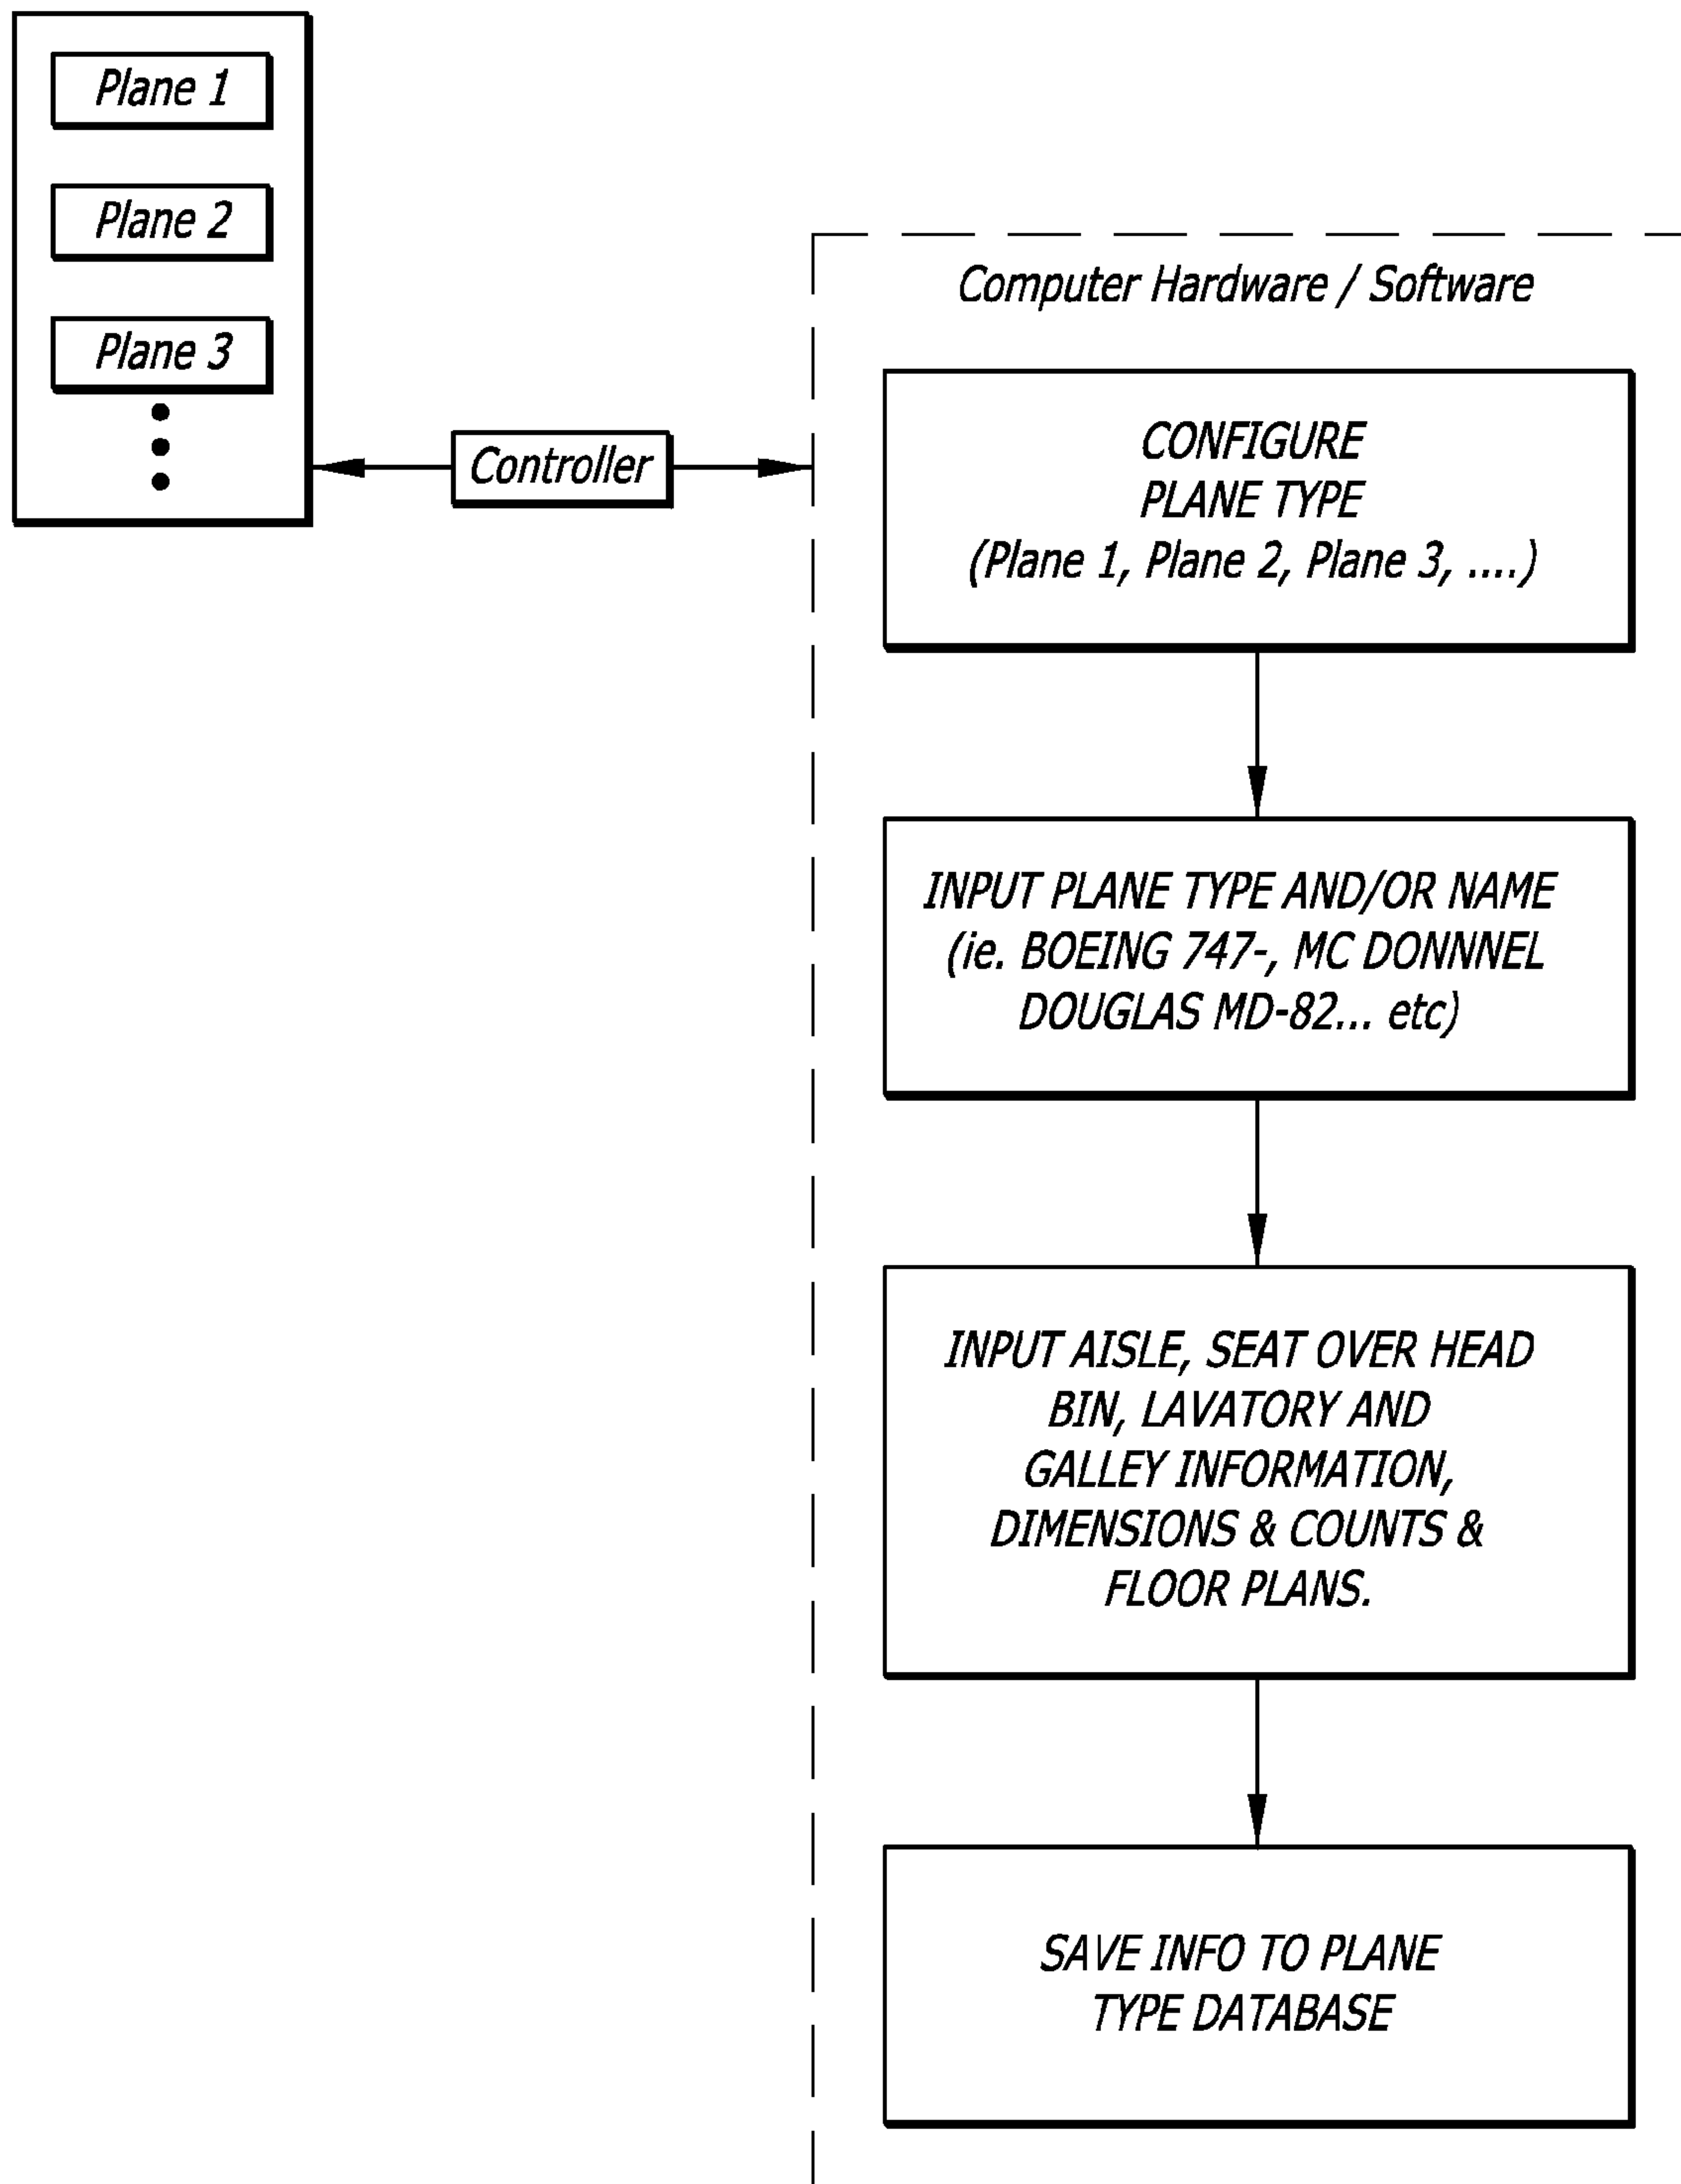 Plane 1
Plane 2
Plane 3
Controller
Computer Hardware / Software
CONFIGURE
PLANE TYPE
(Plane 1, Plane 2, Plane 3, ....)
INPUT PLANE TYPE AND/OR NAME
(ie. BOEING 747-, MC DONNNEL
DOUGLAS MD-82... etc)
INPUT AISLE, SEAT OVER HEAD
BIN, LAVATORY AND
GALLEY INFORMATION,
DIMENSIONS & COUNTS &
FLOOR PLANS.
SAVE INFO TO PLANE
TYPE DATABASE